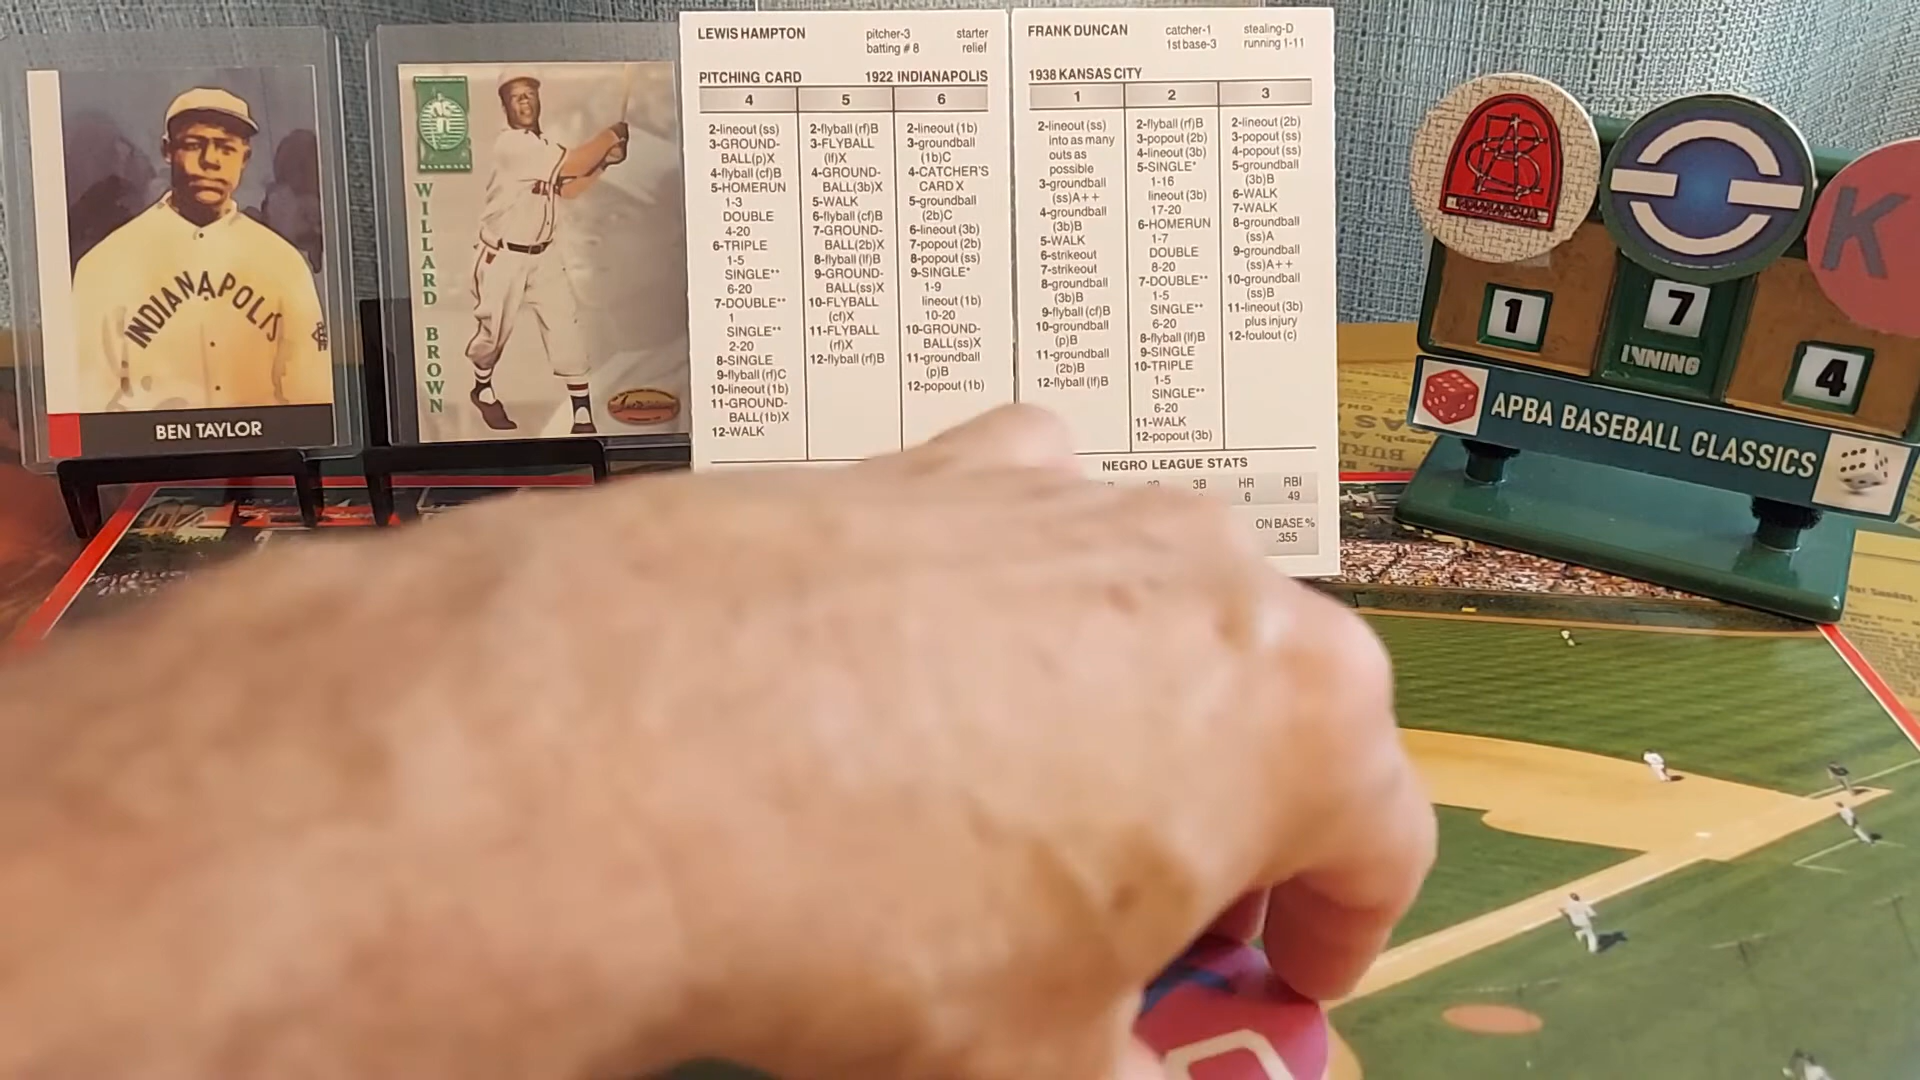 INDIANAPOLIS
BEN TAYLOR
WILLARD BROWN
LEWIS HAMPTON
pitcher-3
batting # 8
starter
relief
PITCHING CARD
1922 INDIANAPOLIS
4
5
6
2-lineout (ss)
3-GROUND-
BALL(p)X
4-flyball (cf)B
5-HOMERUN
1-3
DOUBLE
4-20
6-TRIPLE
1-5
SINGLE**
6-20
7-DOUBLE**
1
SINGLE**
2-20
8-SINGLE
9-flyball (rf)C
10-lineout (1b)
11-GROUND-
BALL(1b)X
12-WALK
2-flyball (rf)B
3-FLYBALL
(lf)X
4-GROUND-
BALL(3b)X
5-WALK
6-flyball (cf)B
7-GROUND-
BALL(2b)X
8-flyball (lf)B
9-GROUND-
BALL(ss)X
10-FLYBALL
(cf)X
11-FLYBALL
(rf)X
12-flyball (rf)B
2-lineout (1b)
3-groundball
(1b)C
4-CATCHER'S
CARD X
5-groundball
(2b)C
6-lineout (3b)
7-popout (2b)
8-popout (ss)
9-SINGLE*
1-9
lineout (1b)
10-20
10-GROUND-
BALL(ss)X
11-groundball
(p)B
12-popout (1b)
FRANK DUNCAN
catcher-1
1st base-3
stealing-D
running 1-11
1938 KANSAS CITY
1
2
3
2-lineout (ss)
into as many
outs as
possible
3-groundball
(ss)A++
4-groundball
(3b)B
5-WALK
6-strikeout
7-strikeout
8-groundball
(3b)B
9-flyball (cf)B
10-groundball
(p)B
11-groundball
(2b)B
12-flyball (lf)B
2-flyball (rf)B
3-popout (2b)
4-lineout (3b)
5-SINGLE*
1-16
lineout (3b)
17-20
6-HOMERUN
1-7
DOUBLE
8-20
7-DOUBLE**
1-5
SINGLE**
6-20
8-flyball (lf)B
9-SINGLE
10-TRIPLE
1-5
SINGLE**
6-20
11-WALK
12-popout (3b)
2-lineout (2b)
3-popout (ss)
4-popout (ss)
5-groundball
(3b)B
6-WALK
7-WALK
8-groundball
(ss)A
9-groundball
(ss)A++
10-groundball
(ss)B
11-lineout (3b)
plus injury
12-foulout (c)
NEGRO LEAGUE STATS
3B HR RBI
6 49
ON BASE %
.355
K
1
7
INNING
4
APBA BASEBALL CLASSICS